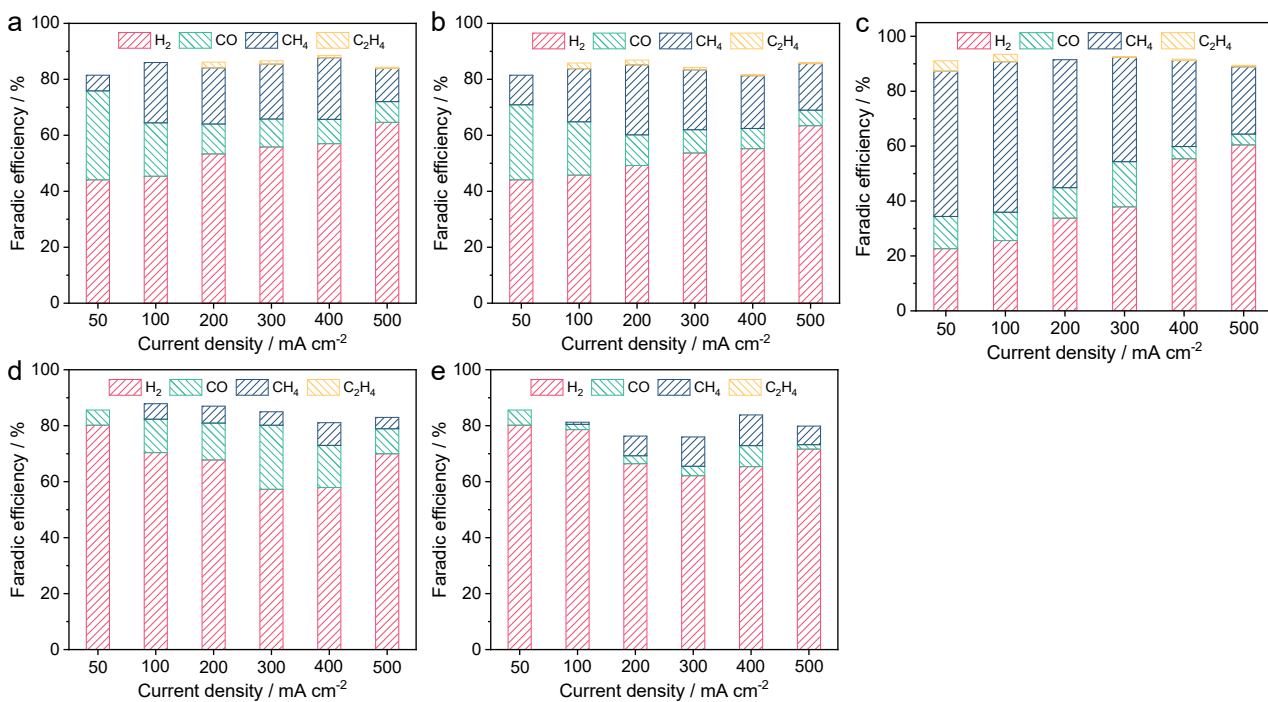 a
H₂ CO CH₄ C₂H₄
Faradic efficiency / %
100
80
60
40
20
0
50 100 200 300 400 500
Current density / mA cm⁻²
b
H₂ CO CH₄ C₂H₄
Faradic efficiency / %
100
80
60
40
20
0
50 100 200 300 400 500
Current density / mA cm⁻²
c
H₂ CO CH₄ C₂H₄
Faradic efficiency / %
100
80
60
40
20
0
50 100 200 300 400 500
Current density / mA cm⁻²
d
H₂ CO CH₄ C₂H₄
Faradic efficiency / %
100
80
60
40
20
0
50 100 200 300 400 500
Current density / mA cm⁻²
e
H₂ CO CH₄ C₂H₄
Faradic efficiency / %
100
80
60
40
20
0
50 100 200 300 400 500
Current density / mA cm⁻²